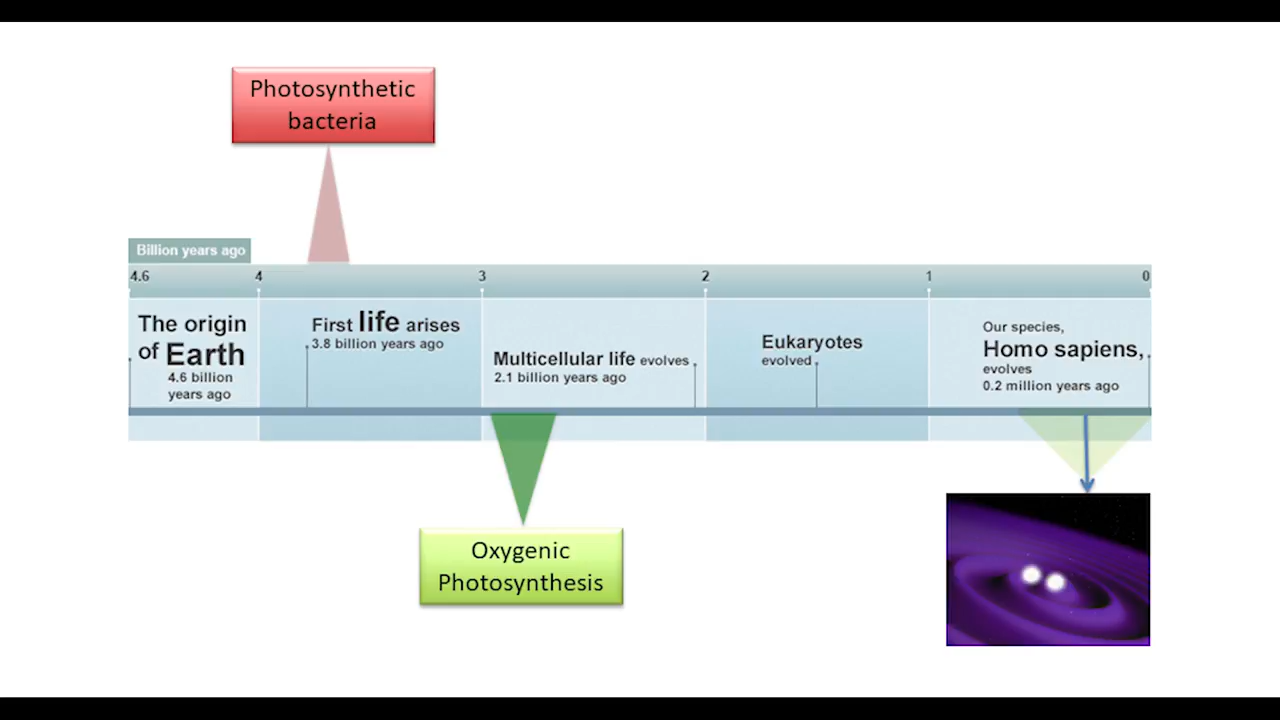 Photosynthetic
bacteria
Billion years ago
4.6 4 3 2 1 0
The origin
of Earth
4.6 billion
years ago
First life arises
3.8 billion years ago
Multicellular life evolves
2.1 billion years ago
Eukaryotes
evolved
Our species,
Homo sapiens,
evolves
0.2 million years ago
Oxygenic
Photosynthesis